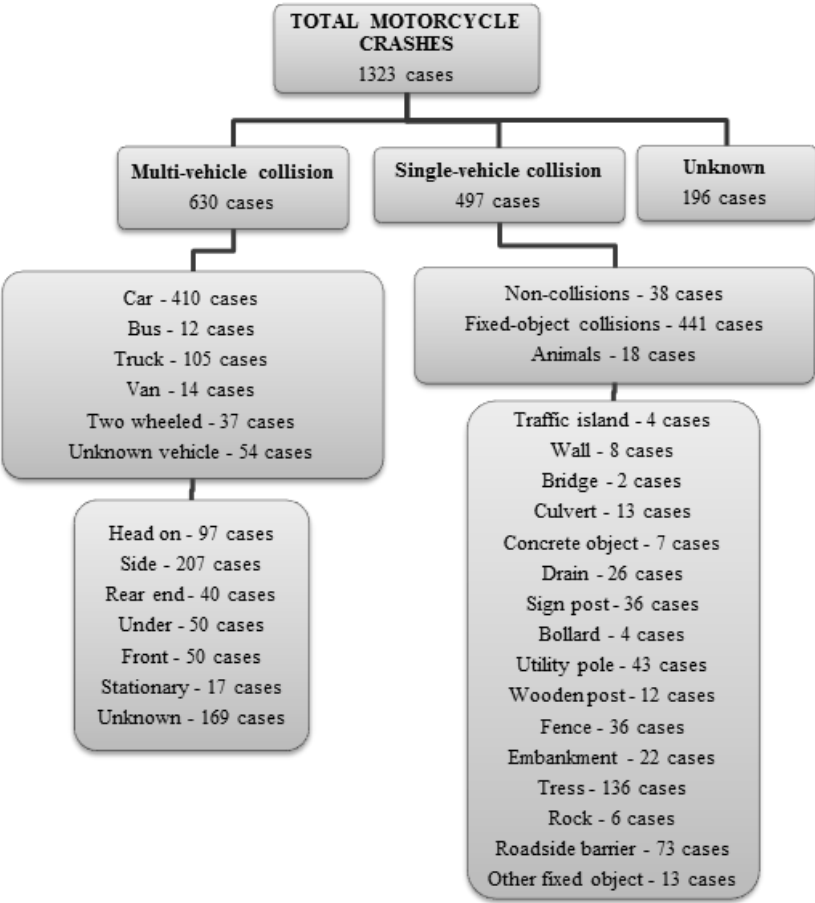 TOTAL MOTORCYCLE
CRASHES
1323 cases
Multi-vehicle collision
630 cases
Single-vehicle collision
497 cases
Unknown
196 cases
Car - 410 cases
Bus - 12 cases
Truck - 105 cases
Van - 14 cases
Two wheeled - 37 cases
Unknown vehicle - 54 cases
Head on - 97 cases
Side - 207 cases
Rear end - 40 cases
Under - 50 cases
Front - 50 cases
Stationary - 17 cases
Unknown - 169 cases
Non-collisions - 38 cases
Fixed-object collisions - 441 cases
Animals - 18 cases
Traffic island - 4 cases
Wall - 8 cases
Bridge - 2 cases
Culvert - 13 cases
Concrete object - 7 cases
Drain - 26 cases
Sign post - 36 cases
Bollard - 4 cases
Utility pole - 43 cases
Wooden post - 12 cases
Fence - 36 cases
Embankment - 22 cases
Tress - 136 cases
Rock - 6 cases
Roadside barrier - 73 cases
Other fixed object - 13 cases